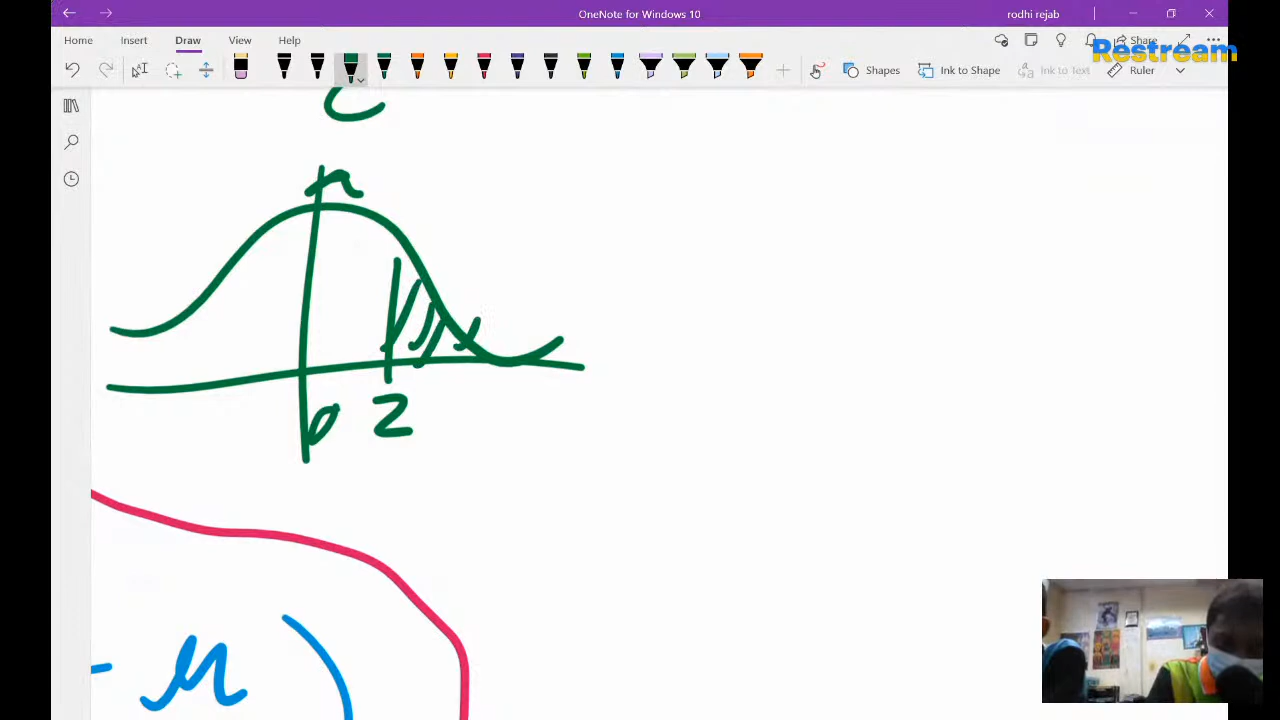 OneNote for Windows 10
rodhi rejab
Home Insert Draw View Help
Share
Restream
Shapes
Ink to Shape
Ink to Text
Ruler
0 z
- μ )